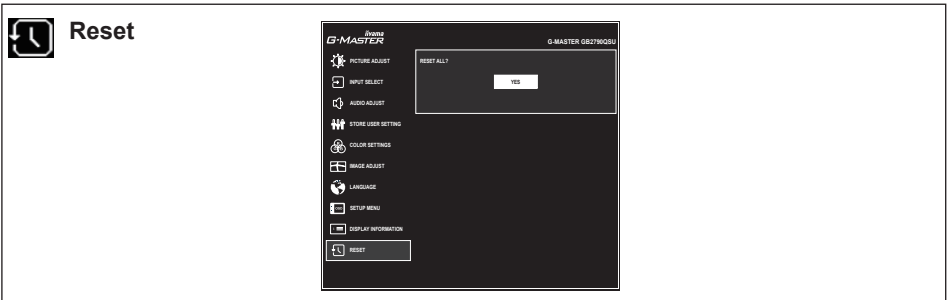 Reset
iiyama
G-MASTER
G-MASTER GB2790QSU
PICTURE ADJUST
RESET ALL?
YES
INPUT SELECT
AUDIO ADJUST
STORE USER SETTING
COLOR SETTINGS
IMAGE ADJUST
LANGUAGE
SETUP MENU
DISPLAY INFORMATION
RESET